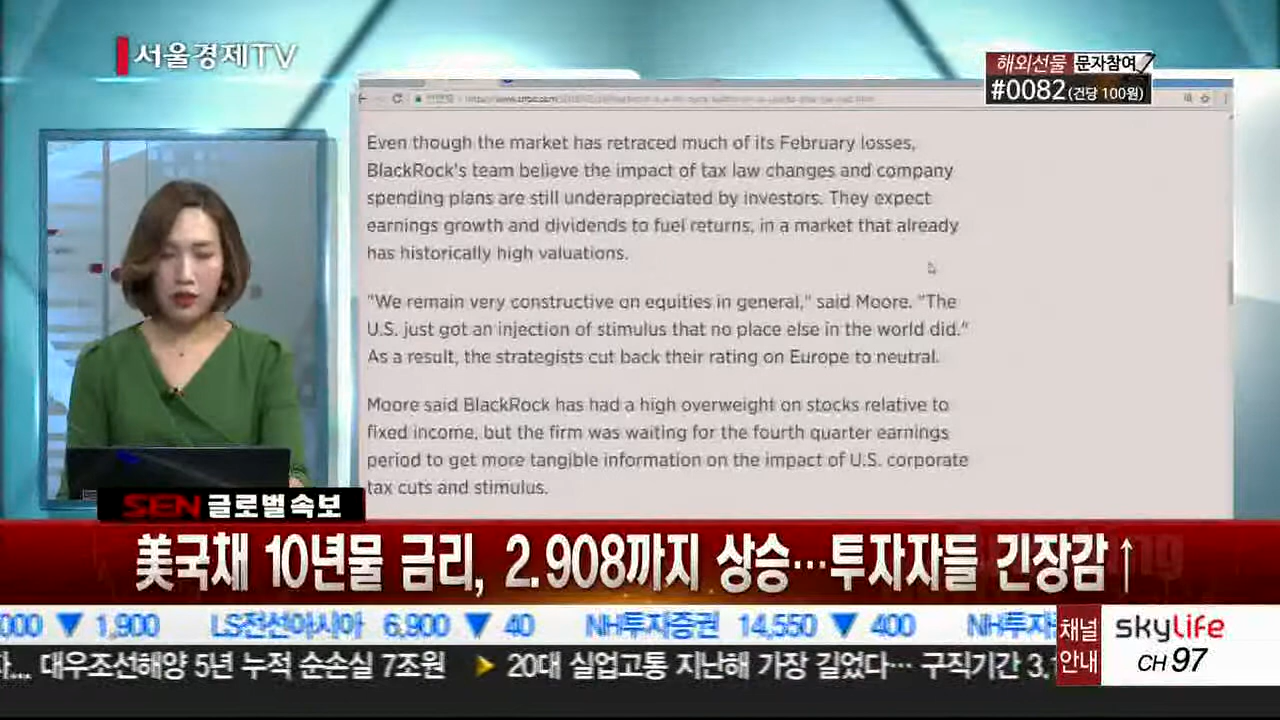 서울경제TV
해외선물 문자참여
#0082(건당 100원)
Even though the market has retraced much of its February losses,
BlackRock's team believe the impact of tax law changes and company
spending plans are still underappreciated by investors. They expect
earnings growth and dividends to fuel returns, in a market that already
has historically high valuations.
"We remain very constructive on equities in general," said Moore. "The
U.S. just got an injection of stimulus that no place else in the world did."
As a result, the strategists cut back their rating on Europe to neutral.
Moore said BlackRock has had a high overweight on stocks relative to
fixed income, but the firm was waiting for the fourth quarter earnings
period to get more tangible information on the impact of U.S. corporate
tax cuts and stimulus.
SEN 글로벌속보
美국채 10년물 금리, 2.908까지 상승…투자자들 긴장감↑
000 ▼ 1,900 LS전선아시아 6,900 ▼ 40 NH투자증권 14,550 ▼ 400 NH투자
... 대우조선해양 5년 누적 순손실 7조원 ▶ 20대 실업고통 지난해 가장 길었다… 구직기간 3.
채널
안내
skylife
CH 97